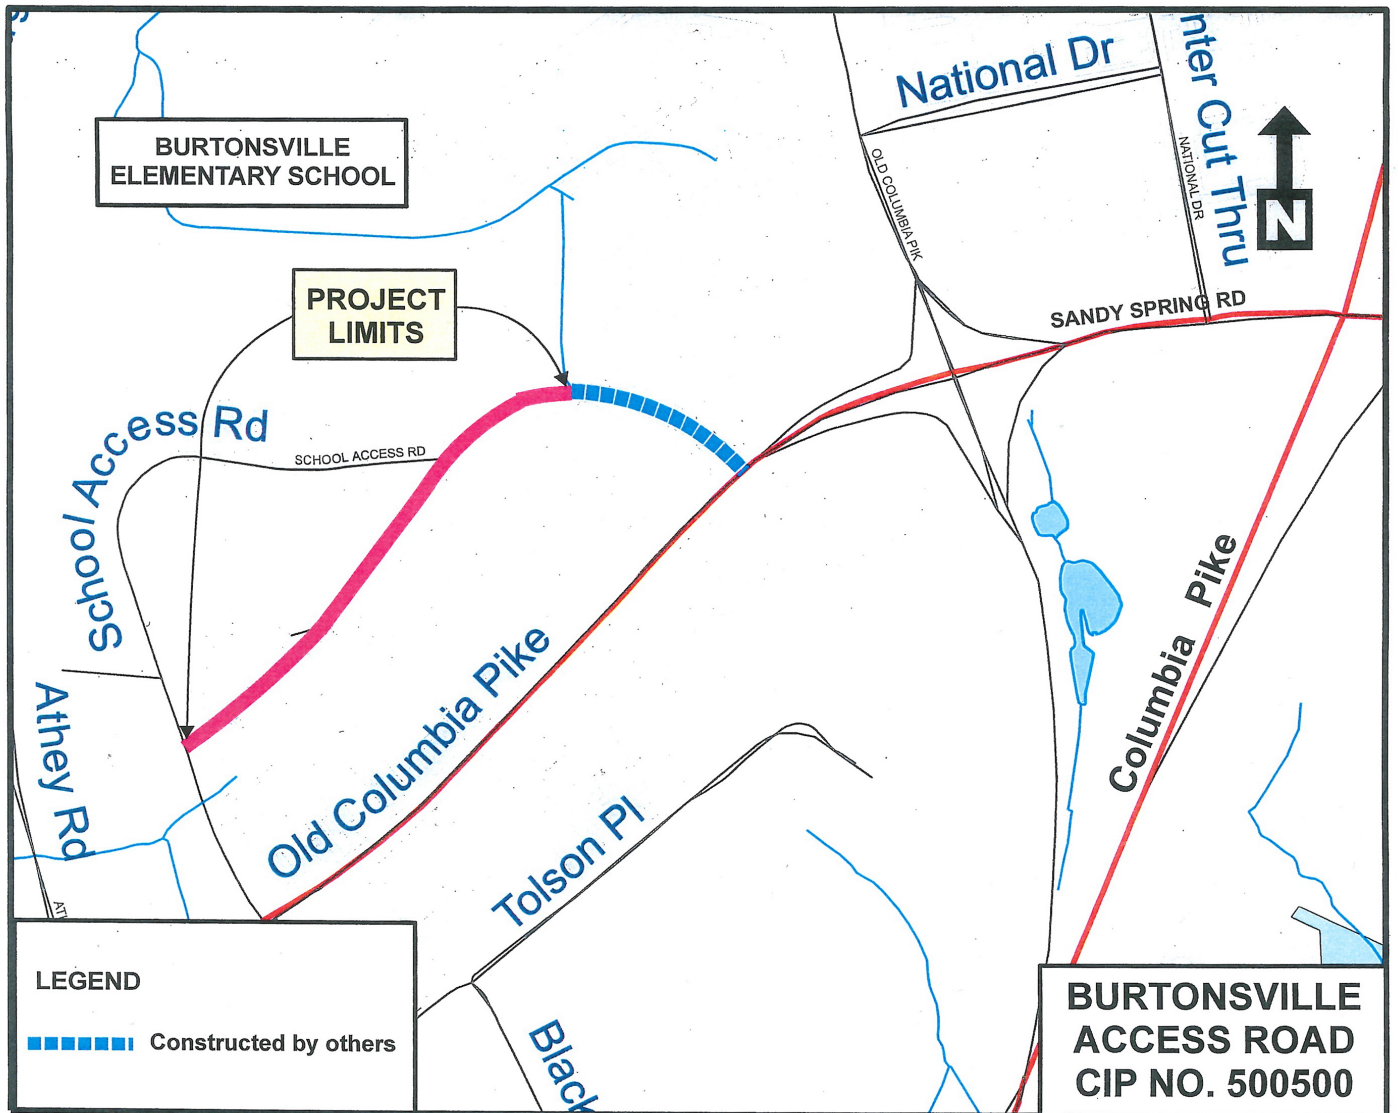 National Dr
nter Cut Thru
BURTONSVILLE
ELEMENTARY SCHOOL
OLD COLUMBIA PIK
NATIONAL DR
N
PROJECT
LIMITS
SANDY SPRING RD
School Access Rd
SCHOOL ACCESS RD
Columbia Pike
Old Columbia Pike
Athey Rd
Tolson Pl
LEGEND
Constructed by others
Black
BURTONSVILLE
ACCESS ROAD
CIP NO. 500500